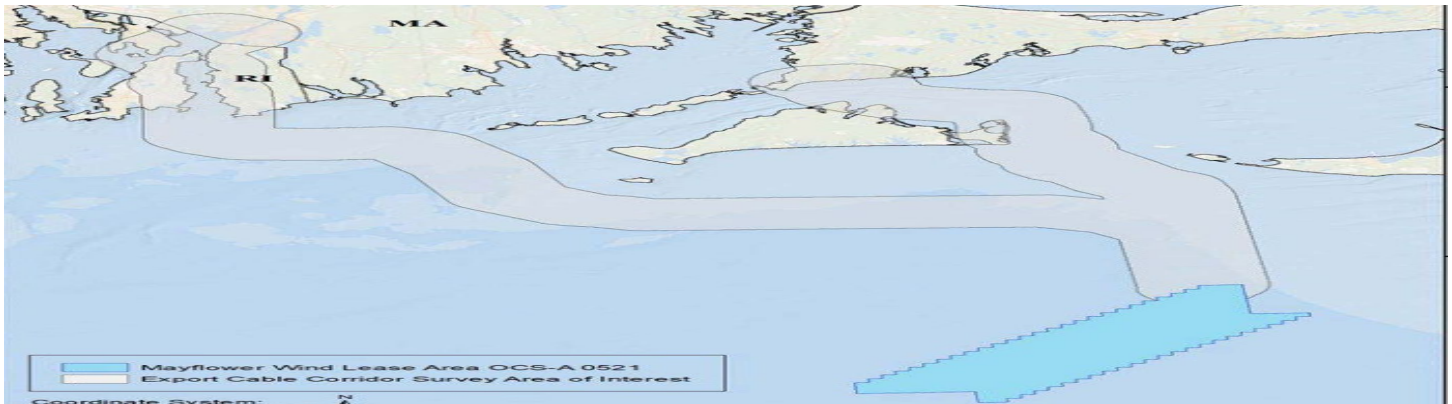 MA
RI
Mayflower Wind Lease Area OCS-A 0521
Export Cable Corridor Survey Area of Interest
Coordinate System:
N